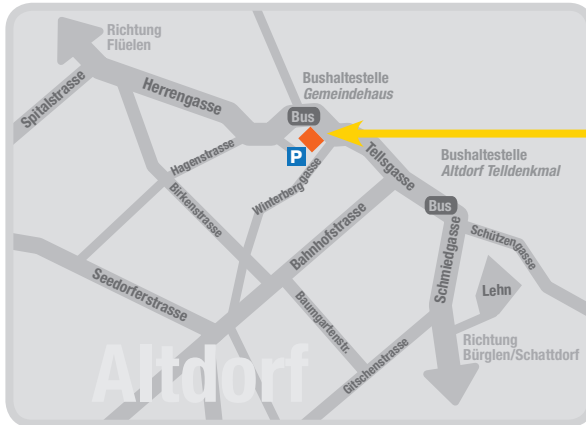 Richtung
Flüelen
Spitalstrasse
Herrengasse
Bushaltestelle
Gemeindehaus
Bus
P
Hagenstrasse
Winterberggasse
Tellsgasse
Bushaltestelle
Altdorf Telldenkmal
Bus
Birkenstrasse
Bahnhofstrasse
Schützengasse
Schmiedgasse
Seedorferstrasse
Lehn
Baumgartenstr.
Gitschenstrasse
Richtung
Bürglen/Schattdorf
Altdorf